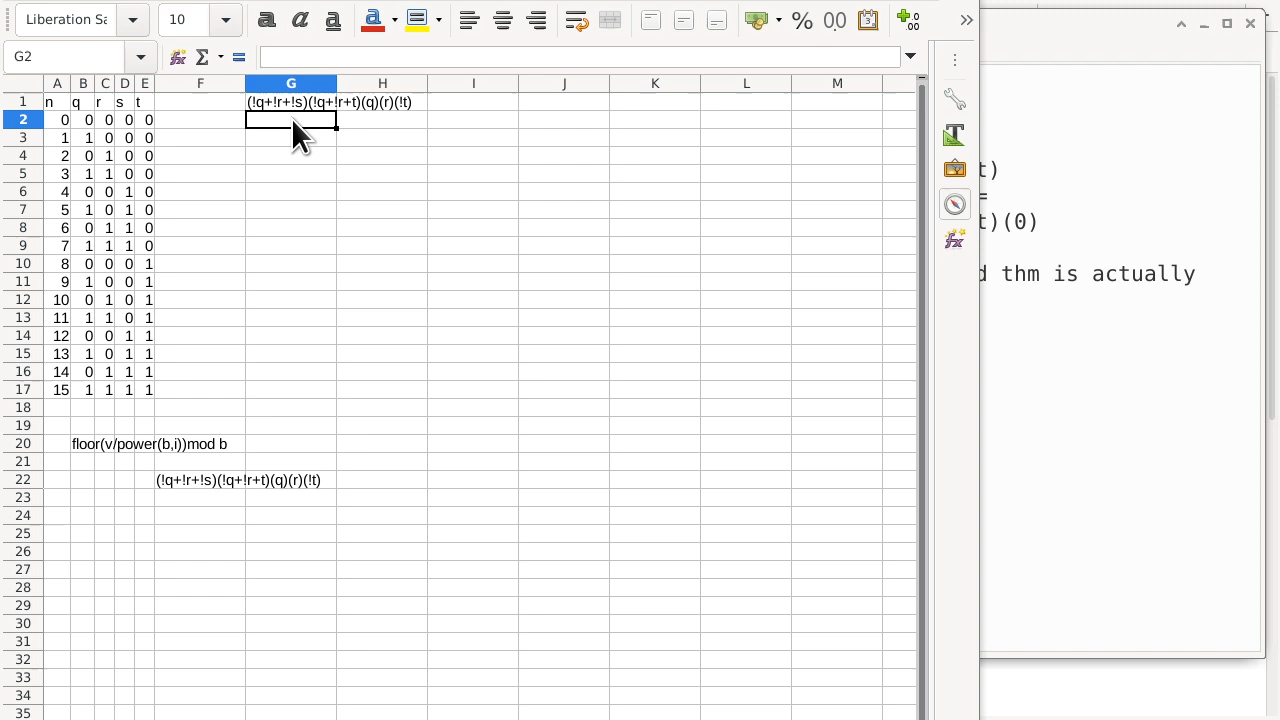 Liberation Sa
10
G2
A B C D E F G H I J K L M
1 n q r s t (!q+!r+!s)(!q+!r+t)(q)(r)(!t)
2 0 0 0 0 0
3 1 1 0 0 0
4 2 0 1 0 0
5 3 1 1 0 0
6 4 0 0 1 0
7 5 1 0 1 0
8 6 0 1 1 0
9 7 1 1 1 0
10 8 0 0 0 1
11 9 1 0 0 1
12 10 0 1 0 1
13 11 1 1 0 1
14 12 0 0 1 1
15 13 1 0 1 1
16 14 0 1 1 1
17 15 1 1 1 1
18
19
20 floor(v/power(b,i))mod b
21
22 (!q+!r+!s)(!q+!r+t)(q)(r)(!t)
23
24
25
26
27
28
29
30
31
32
33
34
35
t)
=
t)(0)
d thm is actually